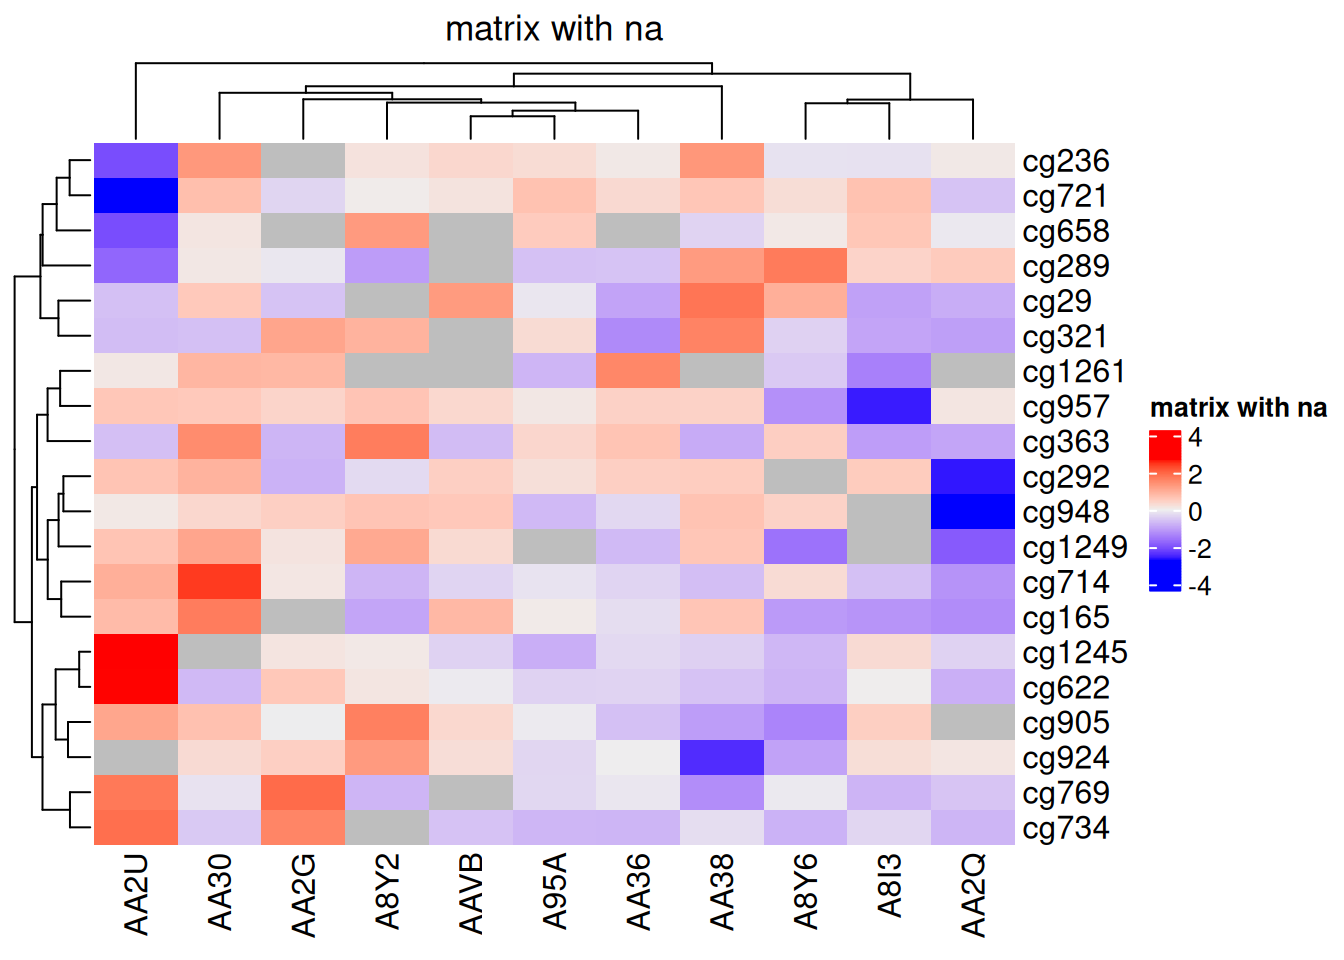 matrix with na
cg236
cg721
cg658
cg289
cg29
cg321
cg1261
cg957
cg363
cg292
cg948
cg1249
cg714
cg165
cg1245
cg622
cg905
cg924
cg769
cg734
matrix with na
4
2
0
-2
-4
AA2U
AA30
AA2G
A8Y2
AAVB
A95A
AA36
AA38
A8Y6
A8I3
AA2Q